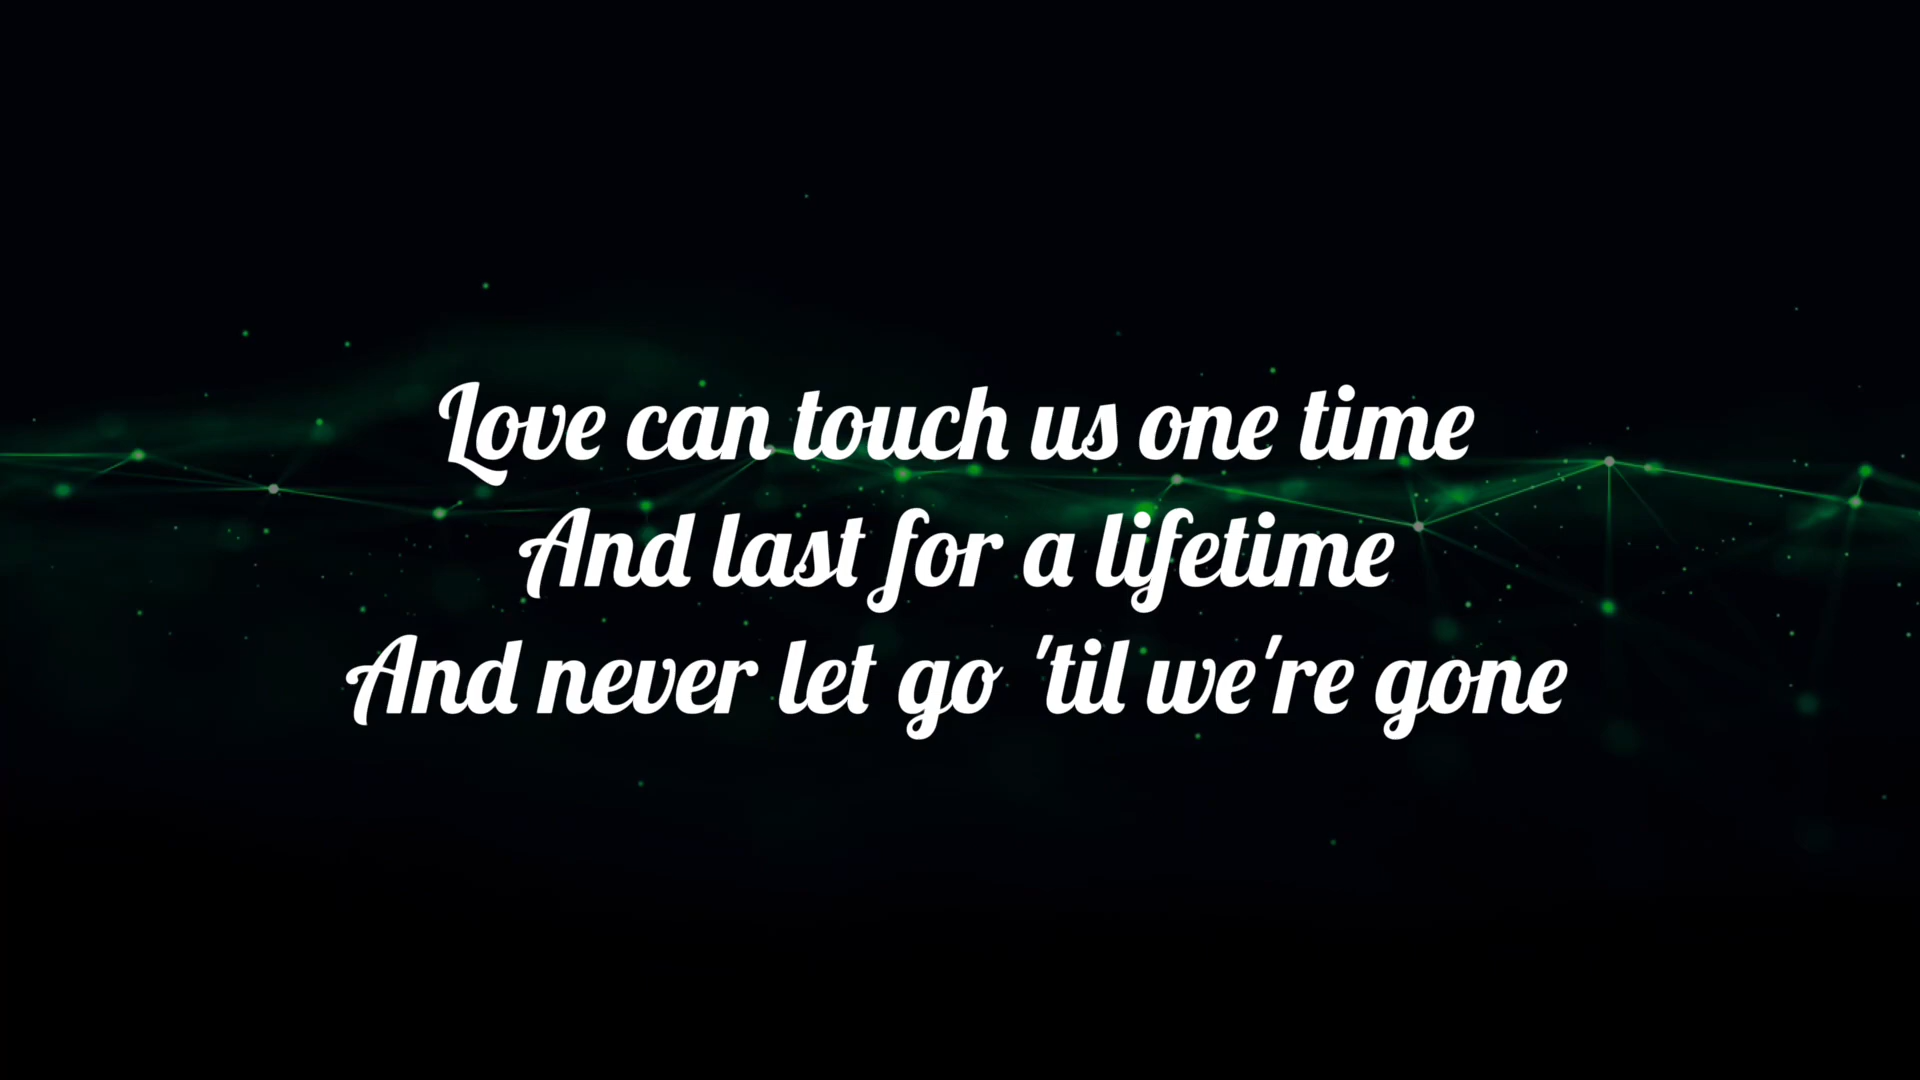 Love can touch us one time
And last for a lifetime
And never let go 'til we're gone